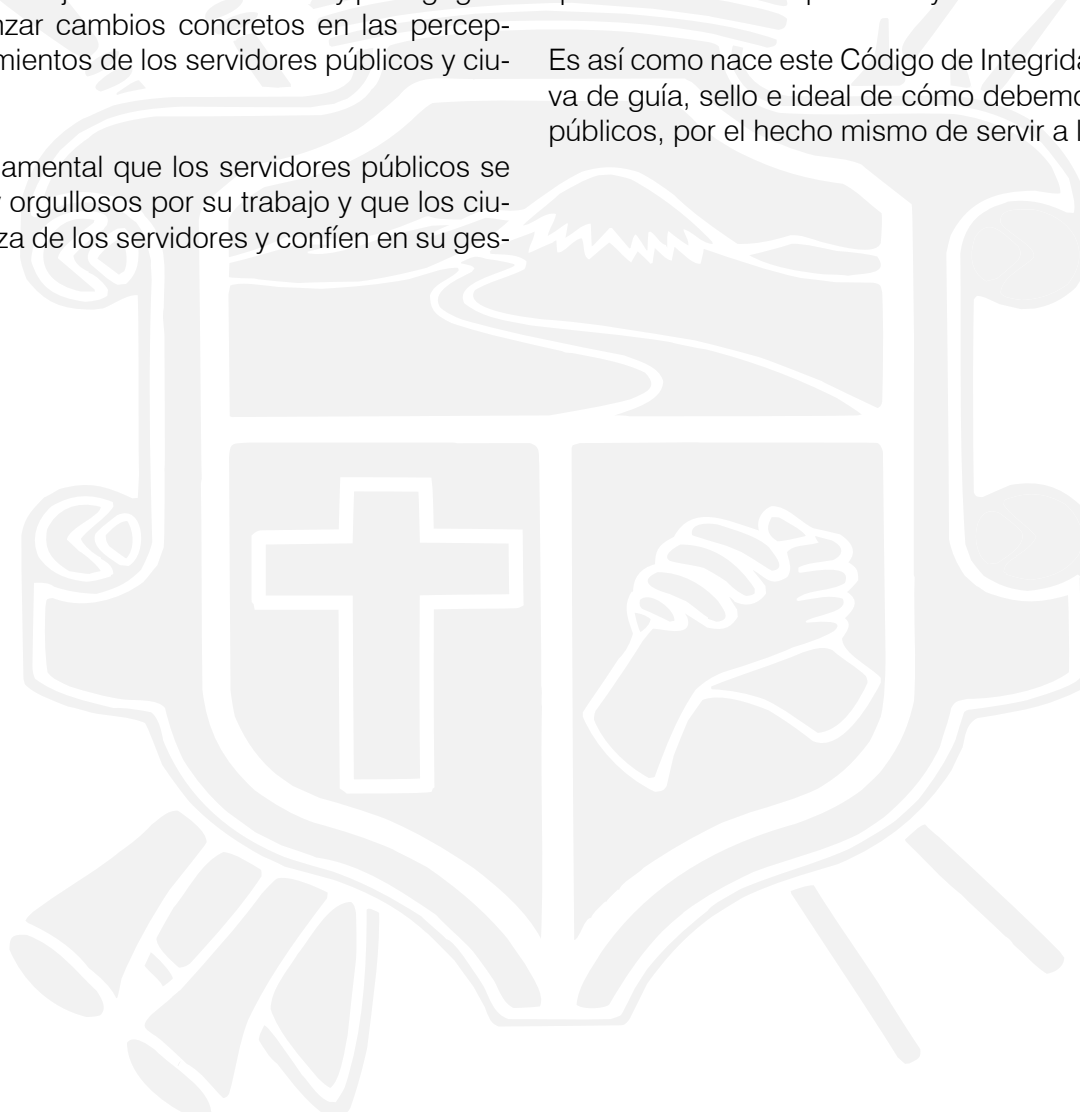 nzar cambios concretos en las percep-
mientos de los servidores públicos y ciu-
amental que los servidores públicos se
orgullosos por su trabajo y que los ciu-
za de los servidores y confíen en su ges-
Es así como nace este Código de Integrida
va de guía, sello e ideal de cómo debemo
públicos, por el hecho mismo de servir a l